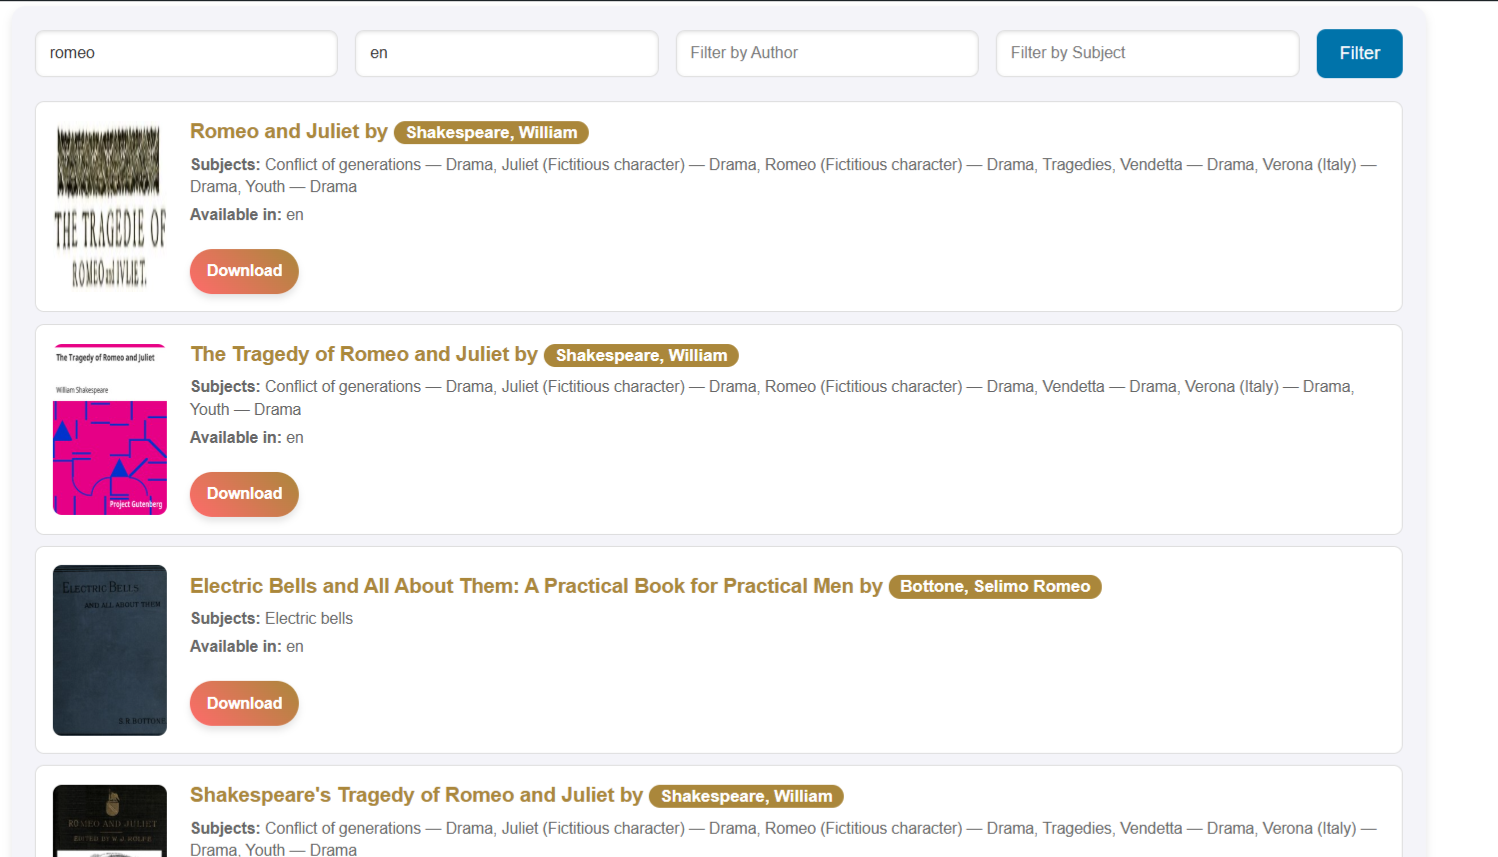 romeo
en
Filter by Author
Filter by Subject
Filter
THE TRAGEDIE OF
ROMEO and IVLIET.
Romeo and Juliet by Shakespeare, William
Subjects: Conflict of generations — Drama, Juliet (Fictitious character) — Drama, Romeo (Fictitious character) — Drama, Tragedies, Vendetta — Drama, Verona (Italy) —
Drama, Youth — Drama
Available in: en
Download
The Tragedy of Romeo and Juliet
William Shakespeare
Project Gutenberg
The Tragedy of Romeo and Juliet by Shakespeare, William
Subjects: Conflict of generations — Drama, Juliet (Fictitious character) — Drama, Romeo (Fictitious character) — Drama, Vendetta — Drama, Verona (Italy) — Drama,
Youth — Drama
Available in: en
Download
ELECTRIC BELLS
AND ALL ABOUT THEM
S. R. BOTTONE
Electric Bells and All About Them: A Practical Book for Practical Men by Bottone, Selimo Romeo
Subjects: Electric bells
Available in: en
Download
ROMEO AND JULIET
EDITED BY W. J. ROLFE
Shakespeare's Tragedy of Romeo and Juliet by Shakespeare, William
Subjects: Conflict of generations — Drama, Juliet (Fictitious character) — Drama, Romeo (Fictitious character) — Drama, Tragedies, Vendetta — Drama, Verona (Italy) —
Drama, Youth — Drama